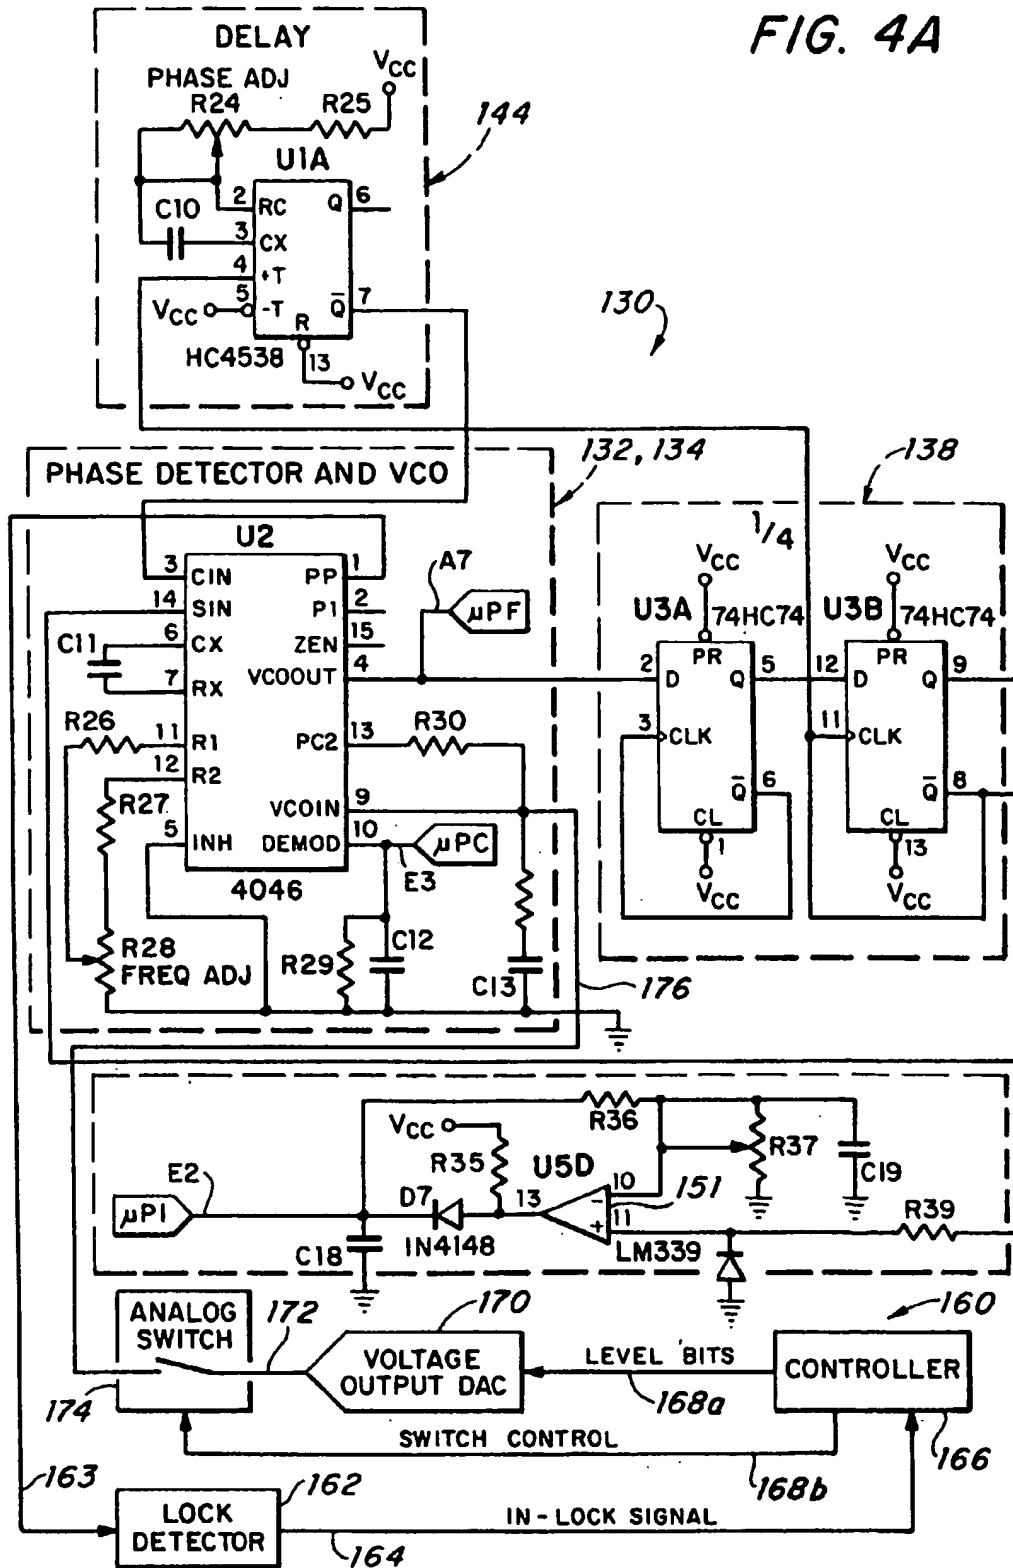 FIG. 4A
DELAY
PHASE ADJ
VCC
R24
R25
144
U1A
2 RC Q 6
C10
3 CX
4 +T
VCC 5 -T Q̅ 7
R
HC4538 13
VCC
130
PHASE DETECTOR AND VCO
132, 134
138
1/4
U2
3 CIN PP 1
14 SIN P1 2
C11 6 CX ZEN 15
7 RX VCOOUT 4
A7
µPF
R26 11 R1 PC2 13 R30
12 R2
R27
VCOIN 9
5 INH DEMOD 10
µPC
E3
4046
R28
FREQ ADJ
R29
C12
C13
176
VCC VCC
U3A 74HC74 U3B 74HC74
PR PR
2 D Q 5 12 D Q 9
3 CLK 11 CLK
Q̅ 6 Q̅ 8
CL CL
1 13
VCC VCC
R36
VCC
R35
U5D
R37
C19
E2
µPI
D7
IN4148
13
10 -
11 +
151
LM339
R39
C18
ANALOG
SWITCH
172
170
VOLTAGE
OUTPUT DAC
LEVEL BITS
168a
160
CONTROLLER
166
174
SWITCH CONTROL
168b
163
162
LOCK
DETECTOR
IN-LOCK SIGNAL
164